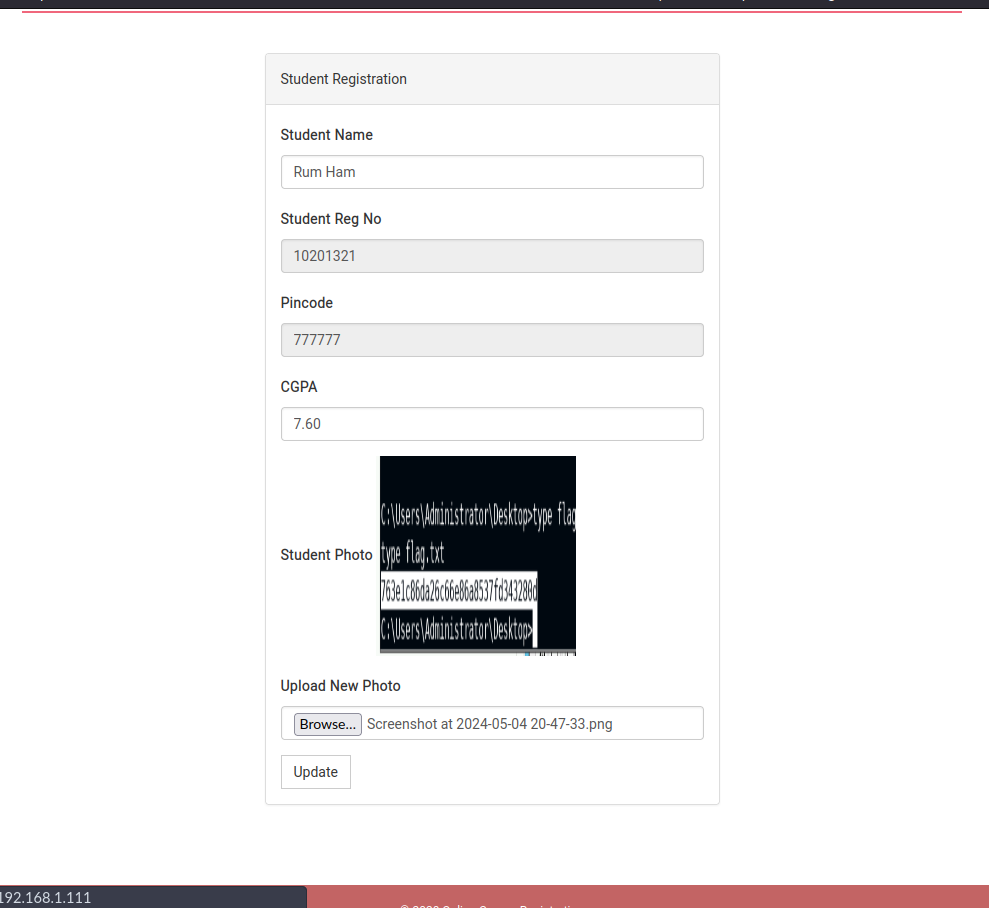 Student Registration
Student Name
Rum Ham
Student Reg No
10201321
Pincode
777777
CGPA
7.60
Student Photo
C:\Users\Administrator\Desktop>type flag
type flag.txt
763e1c86da26c66e86a8537fd343280d
C:\Users\Administrator\Desktop>
Upload New Photo
Browse... Screenshot at 2024-05-04 20-47-33.png
Update
192.168.1.111